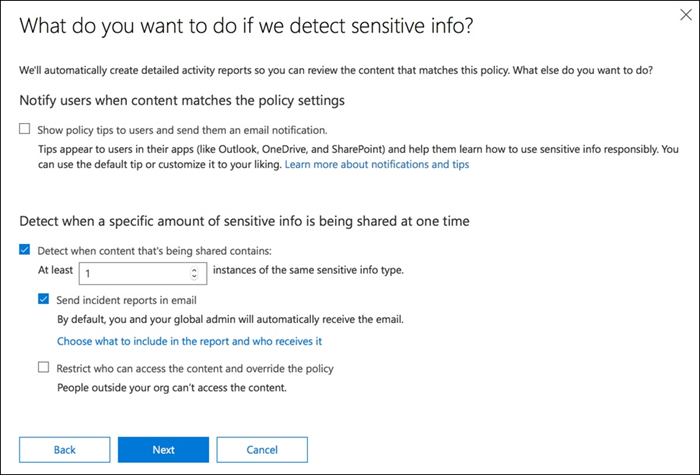 What do you want to do if we detect sensitive info?
We'll automatically create detailed activity reports so you can review the content that matches this policy. What else do you want to do?
Notify users when content matches the policy settings
Show policy tips to users and send them an email notification.
Tips appear to users in their apps (like Outlook, OneDrive, and SharePoint) and help them learn how to use sensitive info responsibly. You
can use the default tip or customize it to your liking. Learn more about notifications and tips
Detect when a specific amount of sensitive info is being shared at one time
Detect when content that's being shared contains:
At least 1 instances of the same sensitive info type.
Send incident reports in email
By default, you and your global admin will automatically receive the email.
Choose what to include in the report and who receives it
Restrict who can access the content and override the policy
People outside your org can't access the content.
Back Next Cancel